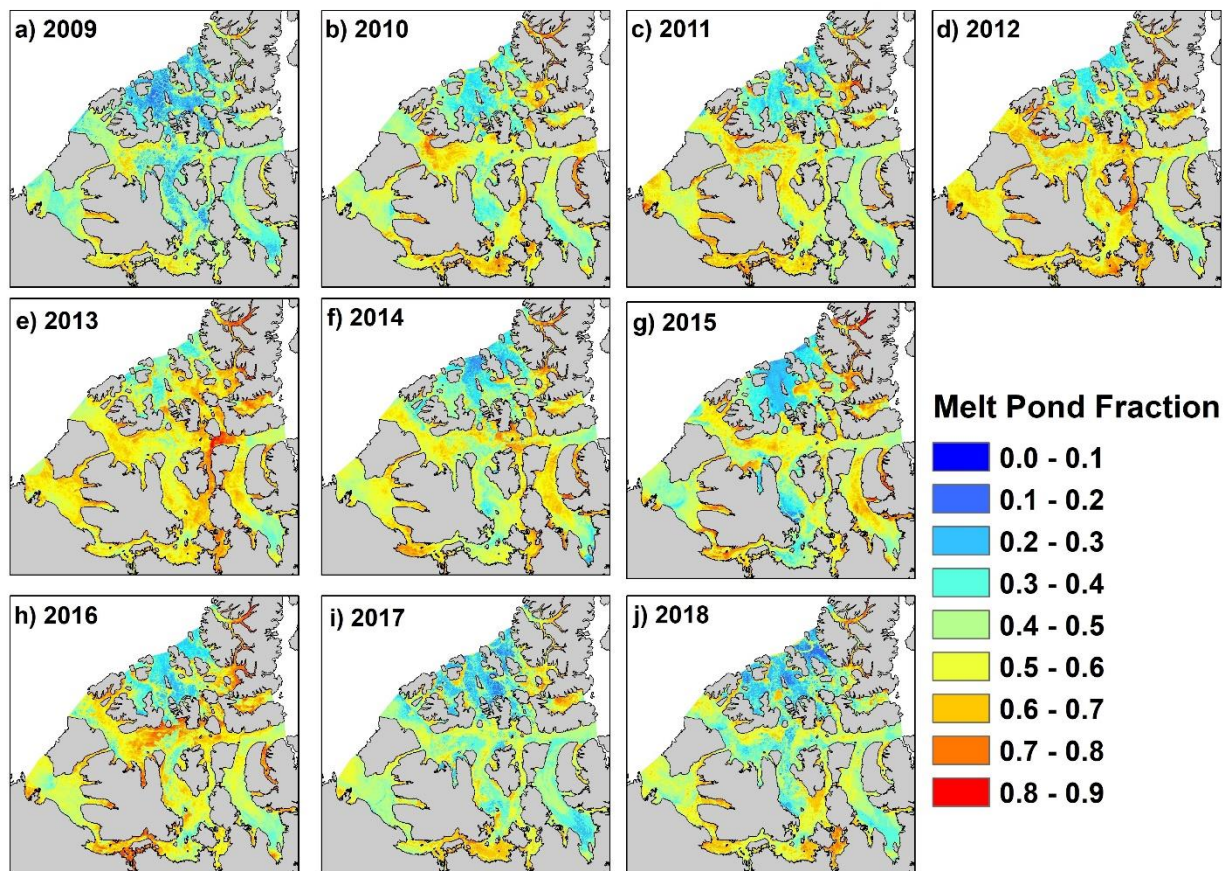 a) 2009
b) 2010
c) 2011
d) 2012
e) 2013
f) 2014
g) 2015
h) 2016
i) 2017
j) 2018
Melt Pond Fraction
0.0 - 0.1
0.1 - 0.2
0.2 - 0.3
0.3 - 0.4
0.4 - 0.5
0.5 - 0.6
0.6 - 0.7
0.7 - 0.8
0.8 - 0.9